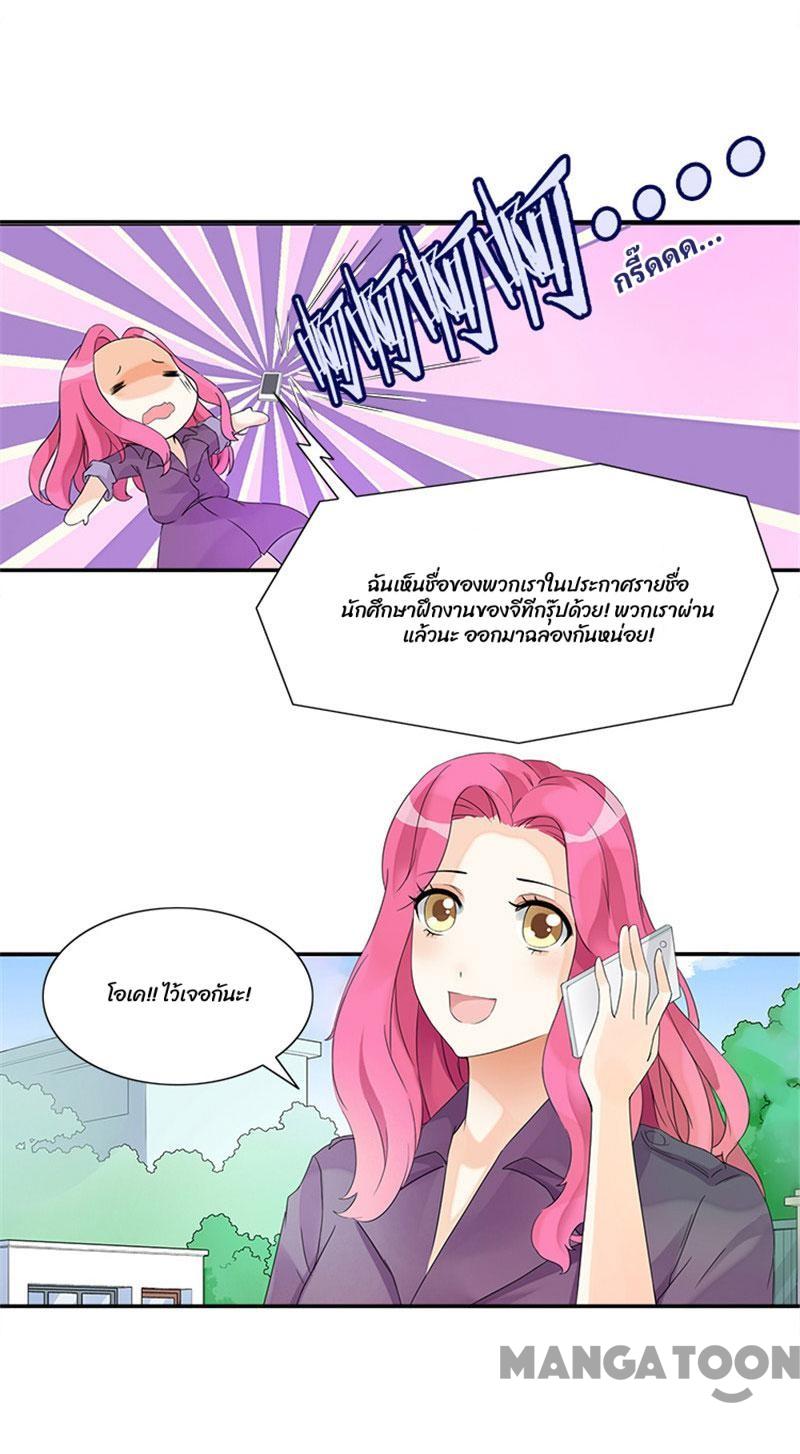 กรี๊ดดด...
ฉันเห็นชื่อของพวกเราในประกาศรายชื่อ
นักศึกษาฝึกงานของจีทีกรุ๊ปด้วย! พวกเราผ่าน
แล้วนะ ออกมาฉลองกันหน่อย!
โอเค!! ไว้เจอกันะ!
MANGATOON